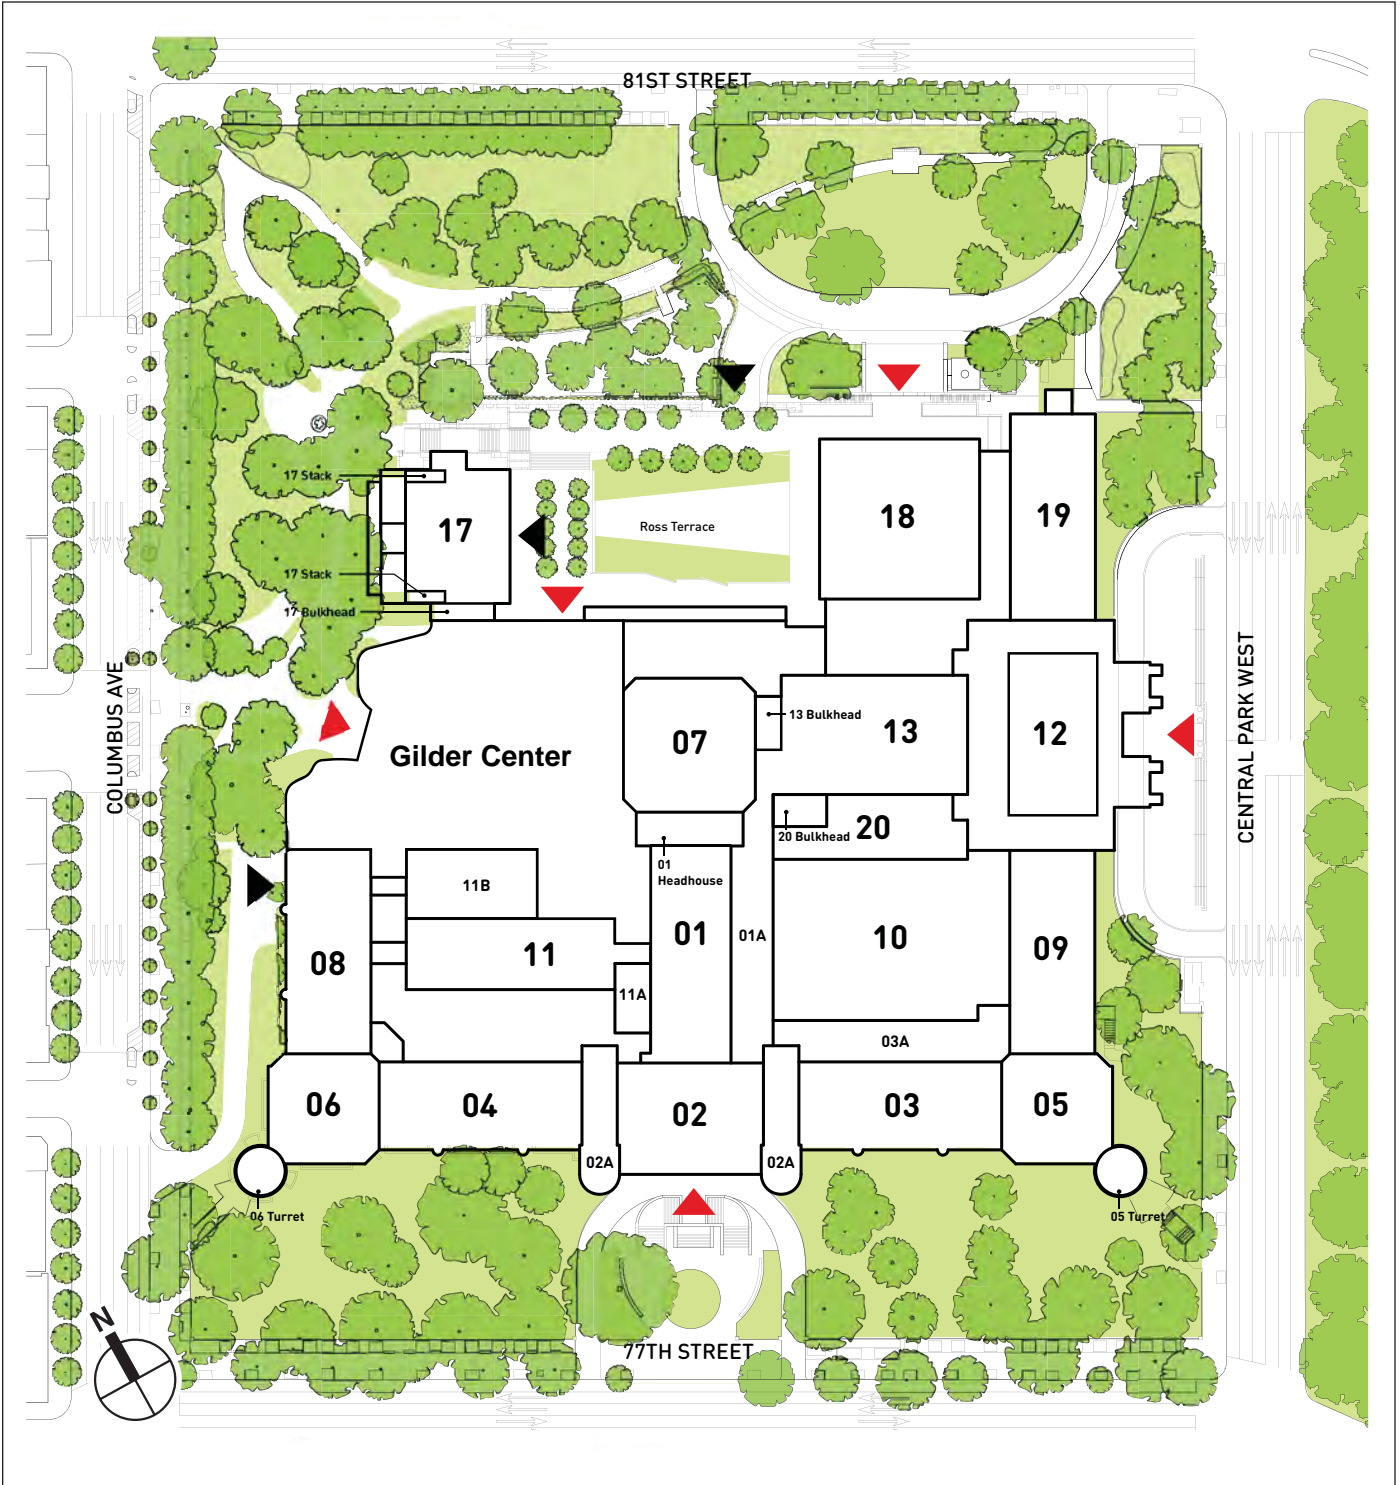 81ST STREET
17 Stack
17
18
19
Ross Terrace
17 Stack
17 Bulkhead
COLUMBUS AVE
CENTRAL PARK WEST
13 Bulkhead
Gilder Center
07
13
12
20 Bulkhead
20
01
Headhouse
11B
08
11
01
01A
10
09
11A
03A
06
04
02
03
05
02A
02A
06 Turret
05 Turret
N
77TH STREET